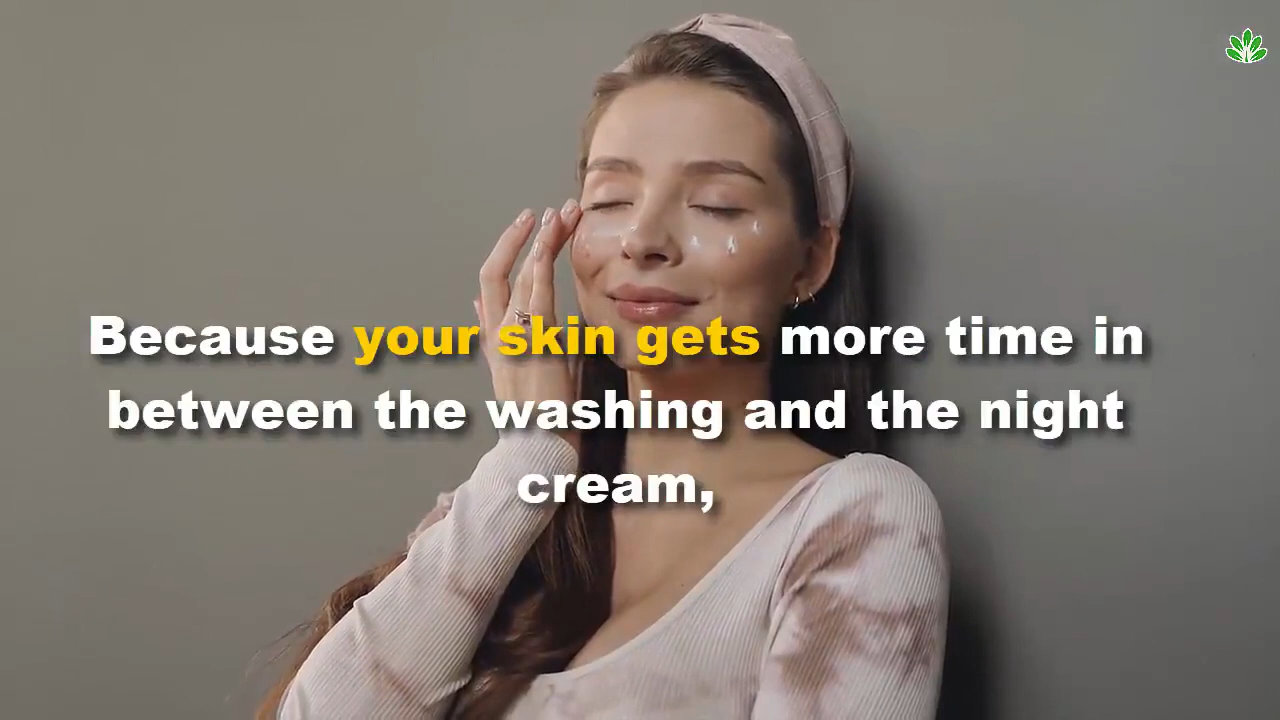 Because your skin gets more time in
between the washing and the night
cream,